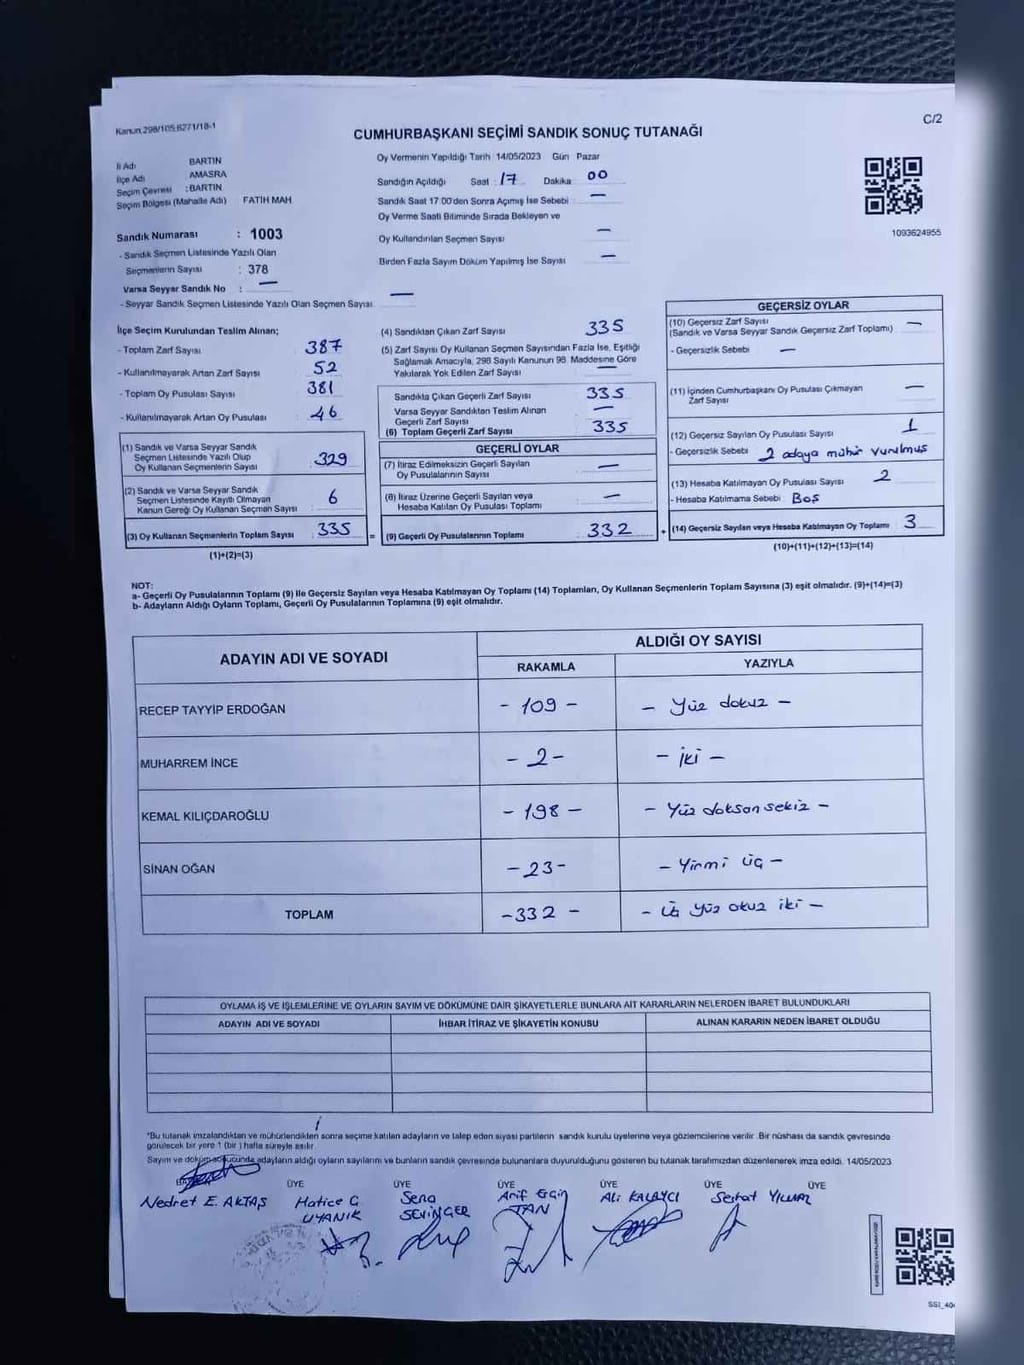 Kanun:298/105,6271/18-1
C/2
CUMHURBAŞKANI SEÇİMİ SANDIK SONUÇ TUTANAĞI
İl Adı BARTIN
İlçe Adı AMASRA
Seçim Çevresi : BARTIN
Seçim Bölgesi (Mahalle Adı) FATİH MAH
Sandık Numarası : 1003
- Sandık Seçmen Listesinde Yazılı Olan
Seçmenlerin Sayısı : 378
Varsa Seyyar Sandık No : —
- Seyyar Sandık Seçmen Listesinde Yazılı Olan Seçmen Sayısı —
Oy Vermenin Yapıldığı Tarih 14/05/2023 Gün Pazar
Sandığın Açıldığı Saat : 17 Dakika 00
Sandık Saat 17.00'den Sonra Açımış İse Sebebi : —
Oy Verme Saati Bitiminde Sırada Bekleyen ve
Oy Kullandırılan Seçmen Sayısı —
Birden Fazla Sayım Döküm Yapılmış İse Sayısı —
1093624955
İlçe Seçim Kurulundan Teslim Alınan;
- Toplam Zarf Sayısı 387
- Kullanılmayarak Artan Zarf Sayısı 52
- Toplam Oy Pusulası Sayısı 381
- Kullanılmayarak Artan Oy Pusulası 46
(1) Sandık ve Varsa Seyyar Sandık
Seçmen Listesinde Yazılı Olup
Oy Kullanan Seçmenlerin Sayısı 329
(2) Sandık ve Varsa Seyyar Sandık
Seçmen Listesinde Kayıtlı Olmayan
Kanun Gereği Oy Kullanan Seçmen Sayısı 6
(3) Oy Kullanan Seçmenlerin Toplam Sayısı 335
(1)+(2)=(3)
(4) Sandıktan Çıkan Zarf Sayısı 335
(5) Zarf Sayısı Oy Kullanan Seçmen Sayısından Fazla İse, Eşitliği
Sağlamak Amacıyla, 298 Sayılı Kanunun 98. Maddesine Göre
Yakılarak Yok Edilen Zarf Sayısı —
Sandıkta Çıkan Geçerli Zarf Sayısı 335
Varsa Seyyar Sandıktan Teslim Alınan
Geçerli Zarf Sayısı —
(6) Toplam Geçerli Zarf Sayısı 335
GEÇERLİ OYLAR
(7) İtiraz Edilmeksizin Geçerli Sayılan
Oy Pusulalarının Sayısı —
(8) İtiraz Üzerine Geçerli Sayılan veya
Hesaba Katılan Oy Pusulası Toplamı —
= (9) Geçerli Oy Pusulalarının Toplamı 332
GEÇERSİZ OYLAR
(10) Geçersiz Zarf Sayısı
(Sandık ve Varsa Seyyar Sandık Geçersiz Zarf Toplamı) —
- Geçersizlik Sebebi —
(11) İçinden Cumhurbaşkanı Oy Pusulası Çıkmayan
Zarf Sayısı —
(12) Geçersiz Sayılan Oy Pusulası Sayısı 1
- Geçersizlik Sebebi 2 adaya mühür vurulmuş
(13) Hesaba Katılmayan Oy Pusulası Sayısı 2
- Hesaba Katılmama Sebebi Boş
+ (14) Geçersiz Sayılan veya Hesaba Katılmayan Oy Toplamı 3
(10)+(11)+(12)+(13)=(14)
NOT:
a- Geçerli Oy Pusulalarının Toplamı (9) İle Geçersiz Sayılan veya Hesaba Katılmayan Oy Toplamı (14) Toplamları, Oy Kullanan Seçmenlerin Toplam Sayısına (3) eşit olmalıdır. (9)+(14)=(3)
b- Adayların Aldığı Oyların Toplamı, Geçerli Oy Pusulalarının Toplamına (9) eşit olmalıdır.
ADAYIN ADI VE SOYADI
ALDIĞI OY SAYISI
RAKAMLA YAZIYLA
RECEP TAYYİP ERDOĞAN - 109 - - Yüz dokuz -
MUHARREM İNCE - 2 - - İki -
KEMAL KILIÇDAROĞLU - 198 - - Yüz doksan sekiz -
SİNAN OĞAN - 23 - - Yirmi üç -
TOPLAM - 332 - - Üç yüz otuz iki -
OYLAMA İŞ VE İŞLEMLERİNE VE OYLARIN SAYIM VE DÖKÜMÜNE DAİR ŞİKAYETLERLE BUNLARA AİT KARARLARIN NELERDEN İBARET BULUNDUKLARI
ADAYIN ADI VE SOYADI İHBAR İTİRAZ VE ŞİKAYETİN KONUSU ALINAN KARARIN NEDEN İBARET OLDUĞU
*Bu tutanak imzalandıktan ve mühürlendikten sonra seçime katılan adayların ve talep eden siyasi partilerin sandık kurulu üyelerine veya gözlemcilerine verilir. Bir nüshası da sandık çevresinde
görülecek bir yere 1 (bir ) hafta süreyle asılır.
Sayım ve döküm sonucunda adayların aldığı oyların sayılarını ve bunların sandık çevresinde bulunanlara duyurulduğunu gösteren bu tutanak tarafımızdan düzenlenerek imza edildi. 14/05/2023
ÜYE ÜYE ÜYE ÜYE ÜYE ÜYE
Nedret E. AKTAŞ Hatice G. UYANIK Sena SEVİNGER Arif Ergin TAN Ali KALAYCI Serhat YILMAZ